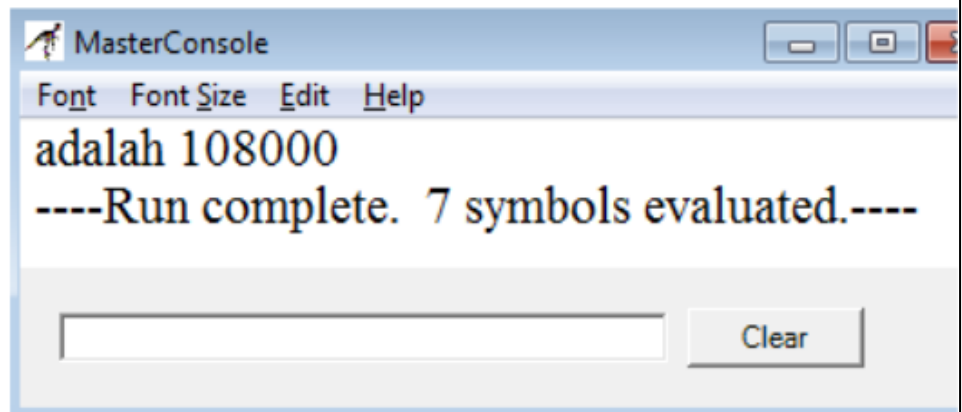 MasterConsole
Font Font Size Edit Help
adalah 108000
----Run complete.  7 symbols evaluated.----
Clear